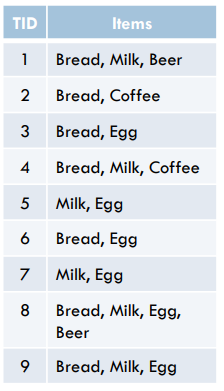 TID Items
1 Bread, Milk, Beer
2 Bread, Coffee
3 Bread, Egg
4 Bread, Milk, Coffee
5 Milk, Egg
6 Bread, Egg
7 Milk, Egg
8 Bread, Milk, Egg,
Beer
9 Bread, Milk, Egg